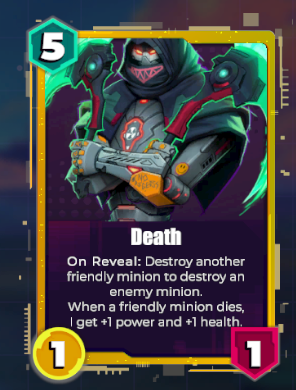 5
Death
On Reveal: Destroy another
friendly minion to destroy an
enemy minion.
When a friendly minion dies,
I get +1 power and +1 health.
1
1